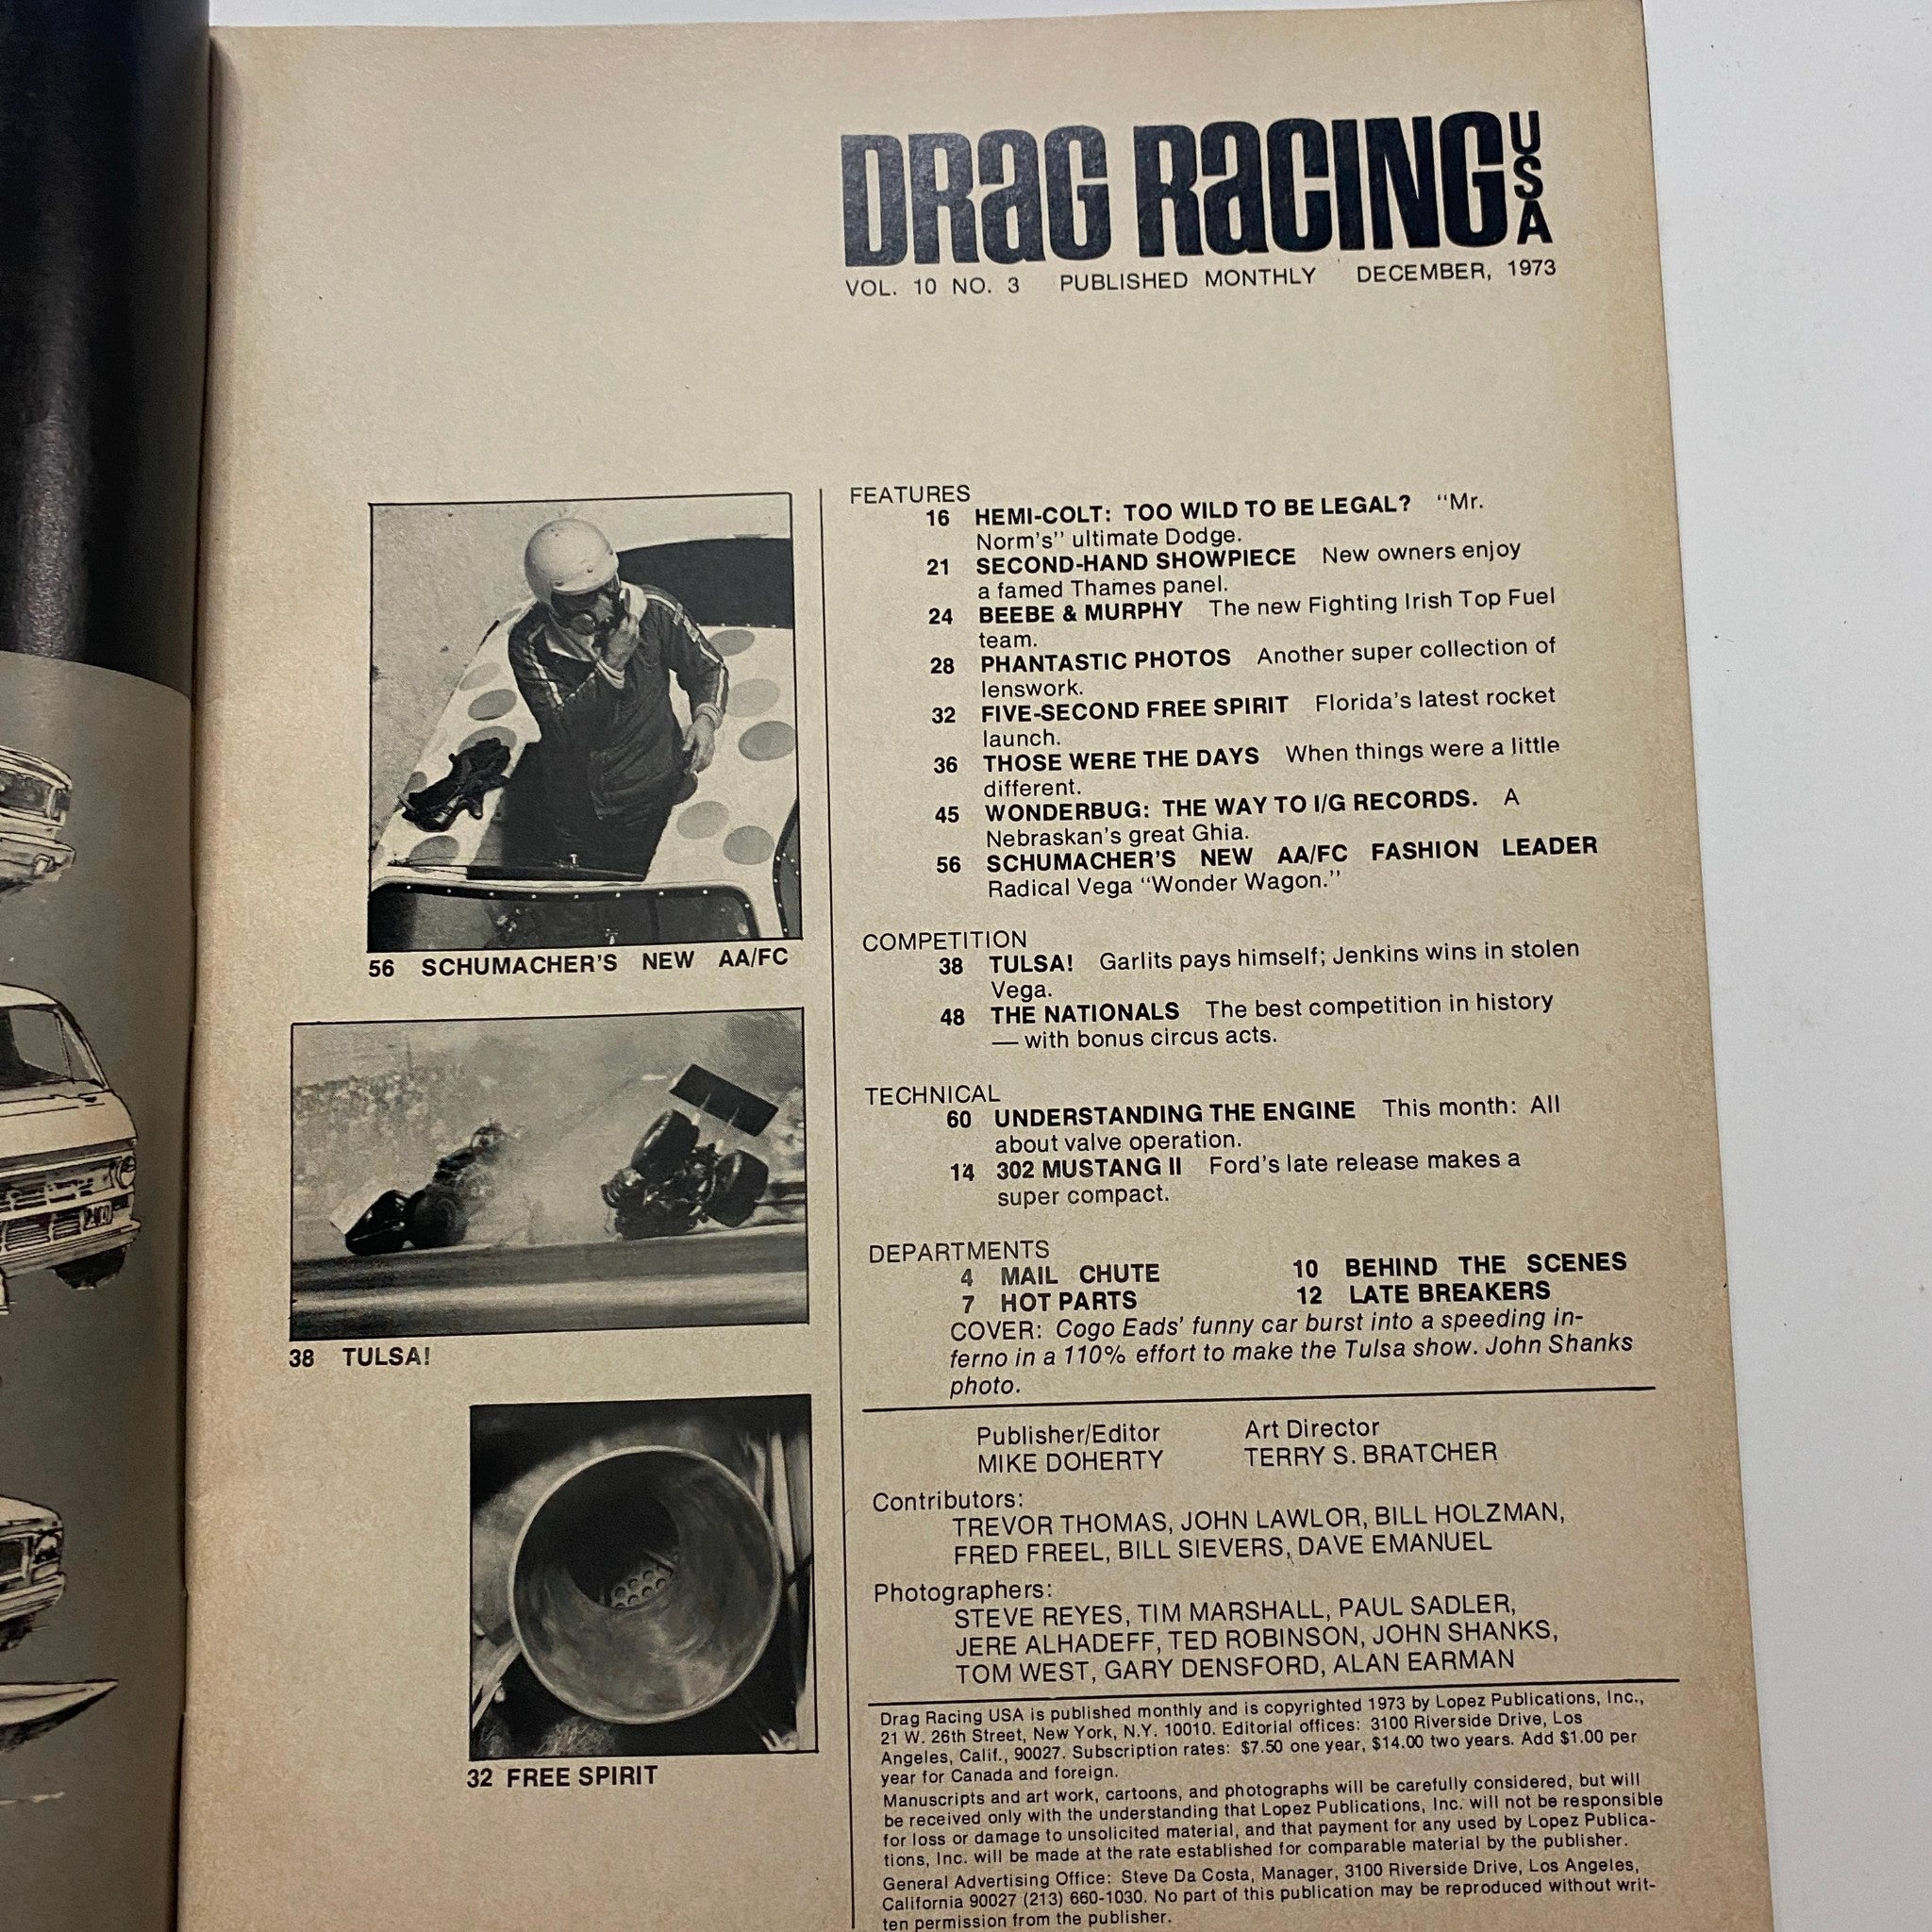 DRAG RACING USA
VOL. 10 NO. 3 PUBLISHED MONTHLY DECEMBER, 1973
56 SCHUMACHER'S NEW AA/FC
38 TULSA!
32 FREE SPIRIT
FEATURES
16 HEMI-COLT: TOO WILD TO BE LEGAL? "Mr.
Norm's" ultimate Dodge.
21 SECOND-HAND SHOWPIECE New owners enjoy
a famed Thames panel.
24 BEEBE & MURPHY The new Fighting Irish Top Fuel
team.
28 PHANTASTIC PHOTOS Another super collection of
lenswork.
32 FIVE-SECOND FREE SPIRIT Florida's latest rocket
launch.
36 THOSE WERE THE DAYS When things were a little
different.
45 WONDERBUG: THE WAY TO I/G RECORDS. A
Nebraskan's great Ghia.
56 SCHUMACHER'S NEW AA/FC FASHION LEADER
Radical Vega "Wonder Wagon."
COMPETITION
38 TULSA! Garlits pays himself; Jenkins wins in stolen
Vega.
48 THE NATIONALS The best competition in history
— with bonus circus acts.
TECHNICAL
60 UNDERSTANDING THE ENGINE This month: All
about valve operation.
14 302 MUSTANG II Ford's late release makes a
super compact.
DEPARTMENTS
4 MAIL CHUTE 10 BEHIND THE SCENES
7 HOT PARTS 12 LATE BREAKERS
COVER: Cogo Eads' funny car burst into a speeding in-
ferno in a 110% effort to make the Tulsa show. John Shanks
photo.
Publisher/Editor Art Director
MIKE DOHERTY TERRY S. BRATCHER
Contributors:
TREVOR THOMAS, JOHN LAWLOR, BILL HOLZMAN,
FRED FREEL, BILL SIEVERS, DAVE EMANUEL
Photographers:
STEVE REYES, TIM MARSHALL, PAUL SADLER,
JERE ALHADEFF, TED ROBINSON, JOHN SHANKS,
TOM WEST, GARY DENSFORD, ALAN EARMAN
Drag Racing USA is published monthly and is copyrighted 1973 by Lopez Publications, Inc.,
21 W. 26th Street, New York, N.Y. 10010. Editorial offices: 3100 Riverside Drive, Los
Angeles, Calif., 90027. Subscription rates: $7.50 one year, $14.00 two years. Add $1.00 per
year for Canada and foreign.
Manuscripts and art work, cartoons, and photographs will be carefully considered, but will
be received only with the understanding that Lopez Publications, Inc. will not be responsible
for loss or damage to unsolicited material, and that payment for any used by Lopez Publica-
tions, Inc. will be made at the rate established for comparable material by the publisher.
General Advertising Office: Steve Da Costa, Manager, 3100 Riverside Drive, Los Angeles,
California 90027 (213) 660-1030. No part of this publication may be reproduced without writ-
ten permission from the publisher.